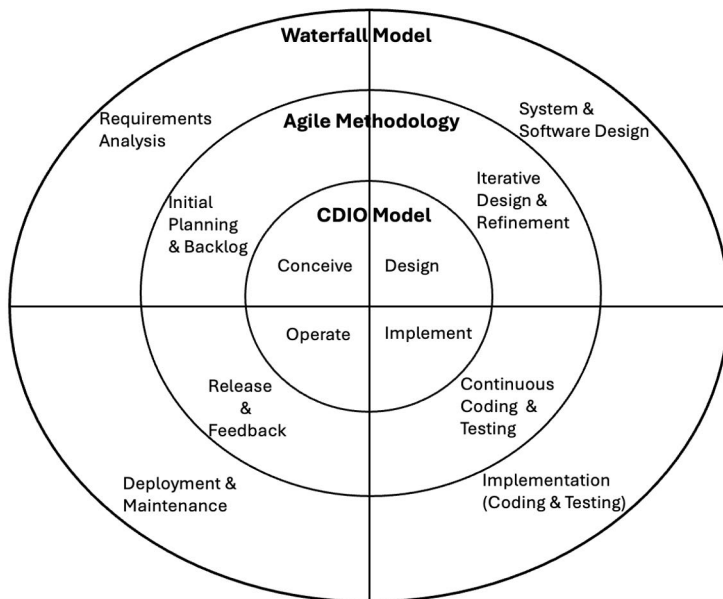 Waterfall Model
Requirements
Analysis
System &
Software Design
Agile Methodology
Initial
Planning
& Backlog
Iterative
Design &
Refinement
CDIO Model
Conceive
Design
Operate
Implement
Release
&
Feedback
Continuous
Coding &
Testing
Deployment &
Maintenance
Implementation
(Coding & Testing)